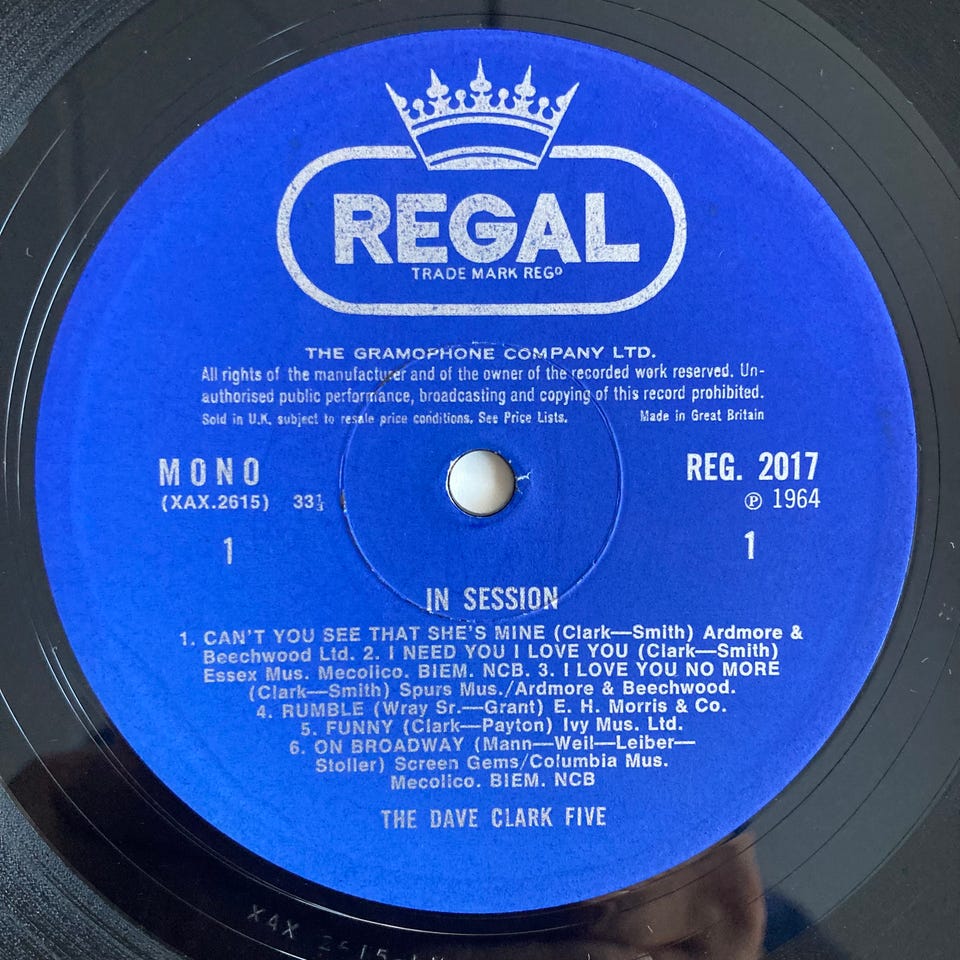 REGAL
TRADE MARK REGᴰ
THE GRAMOPHONE COMPANY LTD.
All rights of the manufacturer and of the owner of the recorded work reserved. Un-
authorised public performance, broadcasting and copying of this record prohibited.
Sold in U.K. subject to resale price conditions. See Price Lists. Made in Great Britain
MONO REG. 2017
(XAX.2615) 33⅓ ℗ 1964
1 1
IN SESSION
1. CAN'T YOU SEE THAT SHE'S MINE (Clark—Smith) Ardmore &
Beechwood Ltd. 2. I NEED YOU I LOVE YOU (Clark—Smith)
Essex Mus. Mecolico. BIEM. NCB. 3. I LOVE YOU NO MORE
(Clark—Smith) Spurs Mus./Ardmore & Beechwood.
4. RUMBLE (Wray Sr.—Grant) E. H. Morris & Co.
5. FUNNY (Clark—Payton) Ivy Mus. Ltd.
6. ON BROADWAY (Mann—Weil—Leiber—
Stoller) Screen Gems/Columbia Mus.
Mecolico. BIEM. NCB
THE DAVE CLARK FIVE